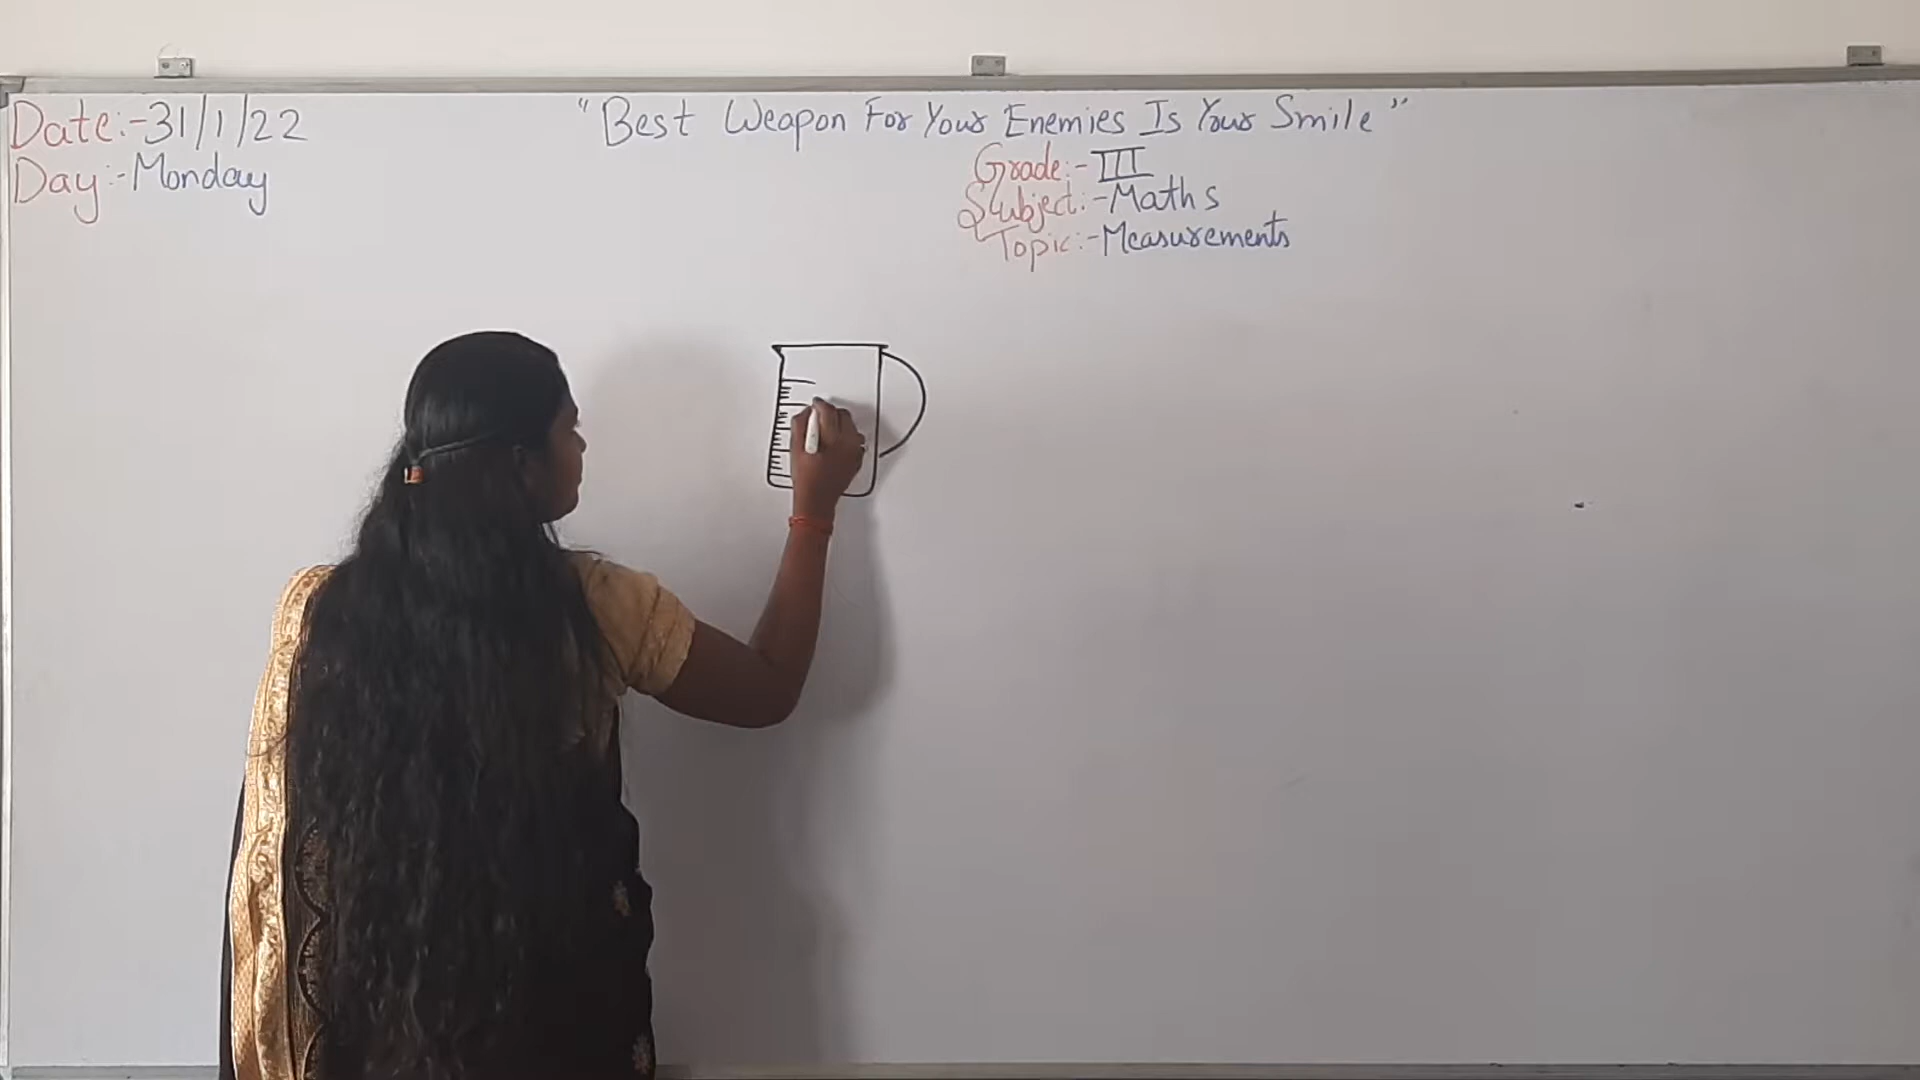 Date:-31/1/22
Day:-Monday
"Best Weapon For Your Enemies Is Your Smile"
Grade:-III
Subject:-Maths
Topic:-Measurements